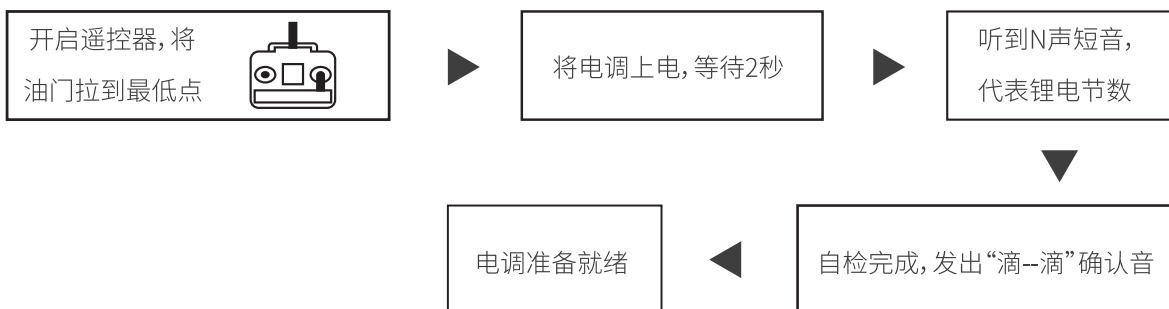 开启遥控器,将
油门拉到最低点
将电调上电,等待2秒
听到N声短音,
代表锂电节数
自检完成,发出“滴--滴”确认音
电调准备就绪